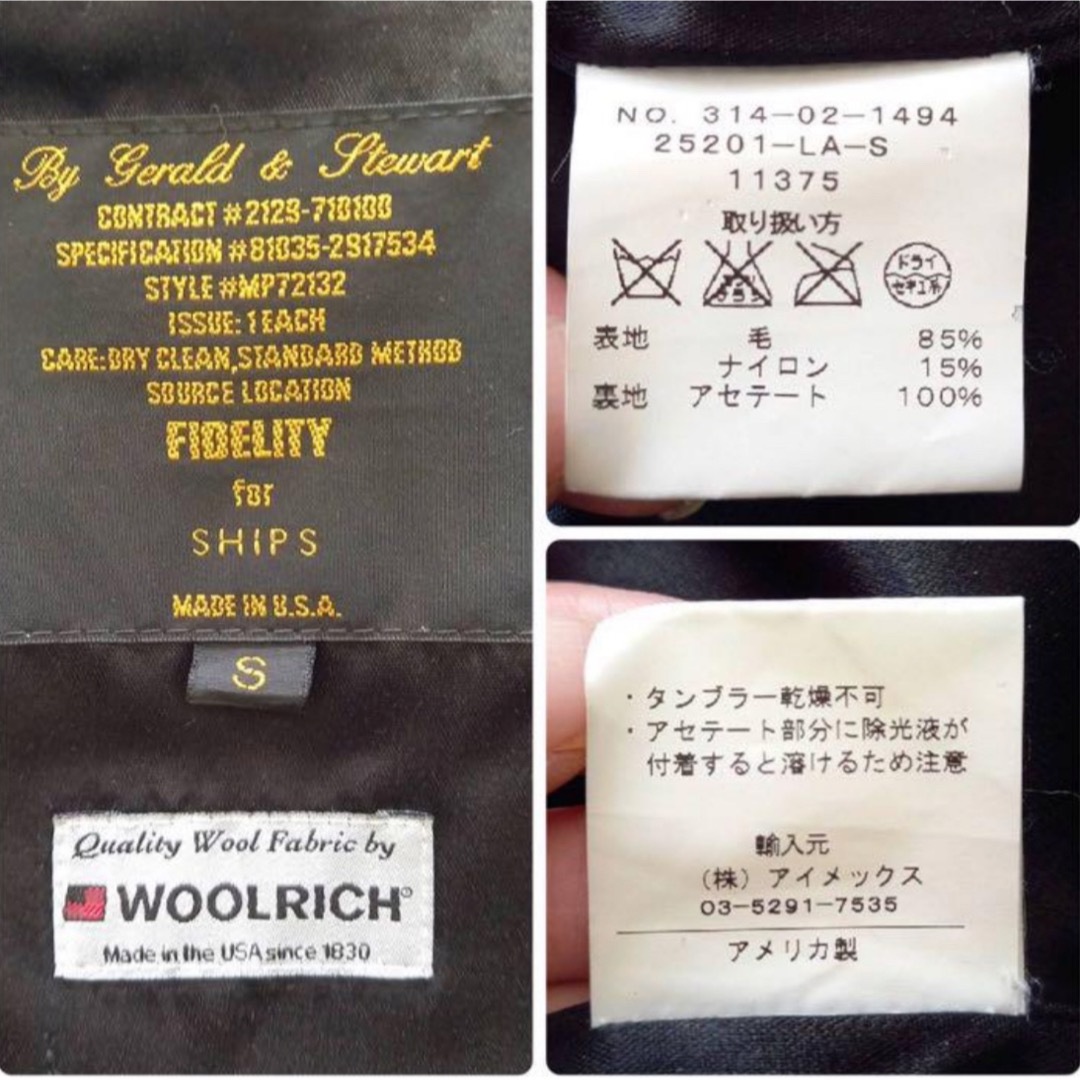 By Gerald & Stewart
CONTRACT #2129-710100
SPECIFICATION #81035-2917534
STYLE #MP72132
ISSUE: 1 EACH
CARE:DRY CLEAN,STANDARD METHOD
SOURCE LOCATION
FIDELITY
for
SHIPS
MADE IN U.S.A.
S
Quality Wool Fabric by
WOOLRICH®
Made in the USA since 1830
NO. 314-02-1494
25201-LA-S
11375
取り扱い方
ドライ
セキユ系
表地 毛 85%
ナイロン 15%
裏地 アセテート 100%
・タンブラー乾燥不可
・アセテート部分に除光液が
付着すると溶けるため注意
輸入元
(株) アイメックス
03-5291-7535
アメリカ製